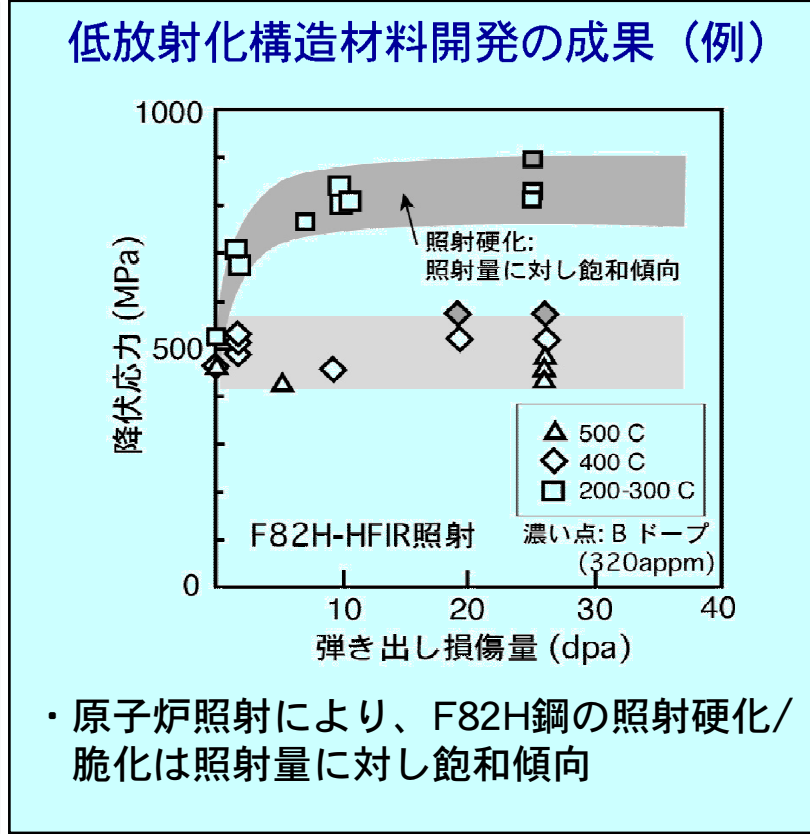 低放射化構造材料開発の成果（例）
1000
500
0
降伏応力 (MPa)
照射硬化:
照射量に対し飽和傾向
500 C
400 C
200-300 C
F82H-HFIR照射
濃い点: B ドープ
(320appm)
10
20
30
40
弾き出し損傷量 (dpa)
・原子炉照射により、F82H鋼の照射硬化/
脆化は照射量に対し飽和傾向